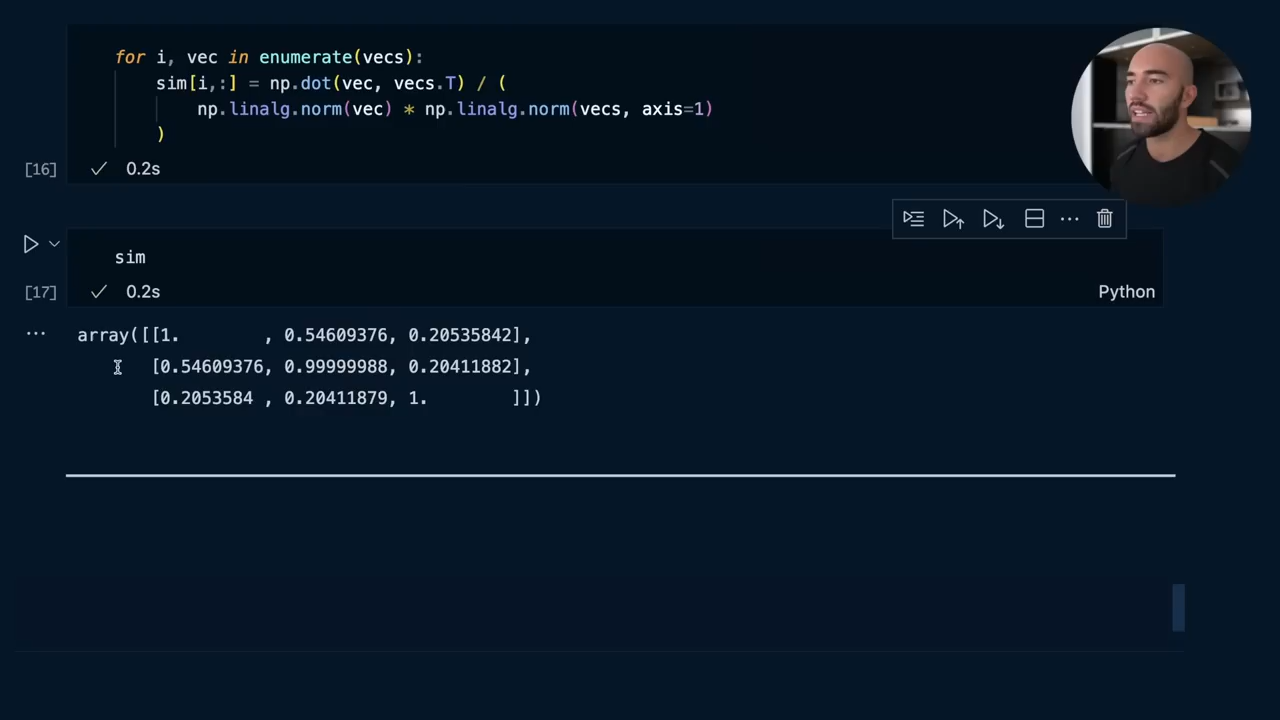 for i, vec in enumerate(vecs):
    sim[i,:] = np.dot(vec, vecs.T) / (
        np.linalg.norm(vec) * np.linalg.norm(vecs, axis=1)
    )
[16] ✓ 0.2s
sim
[17] ✓ 0.2s Python
··· array([[1.        , 0.54609376, 0.20535842],
       [0.54609376, 0.99999988, 0.20411882],
       [0.2053584 , 0.20411879, 1.        ]])